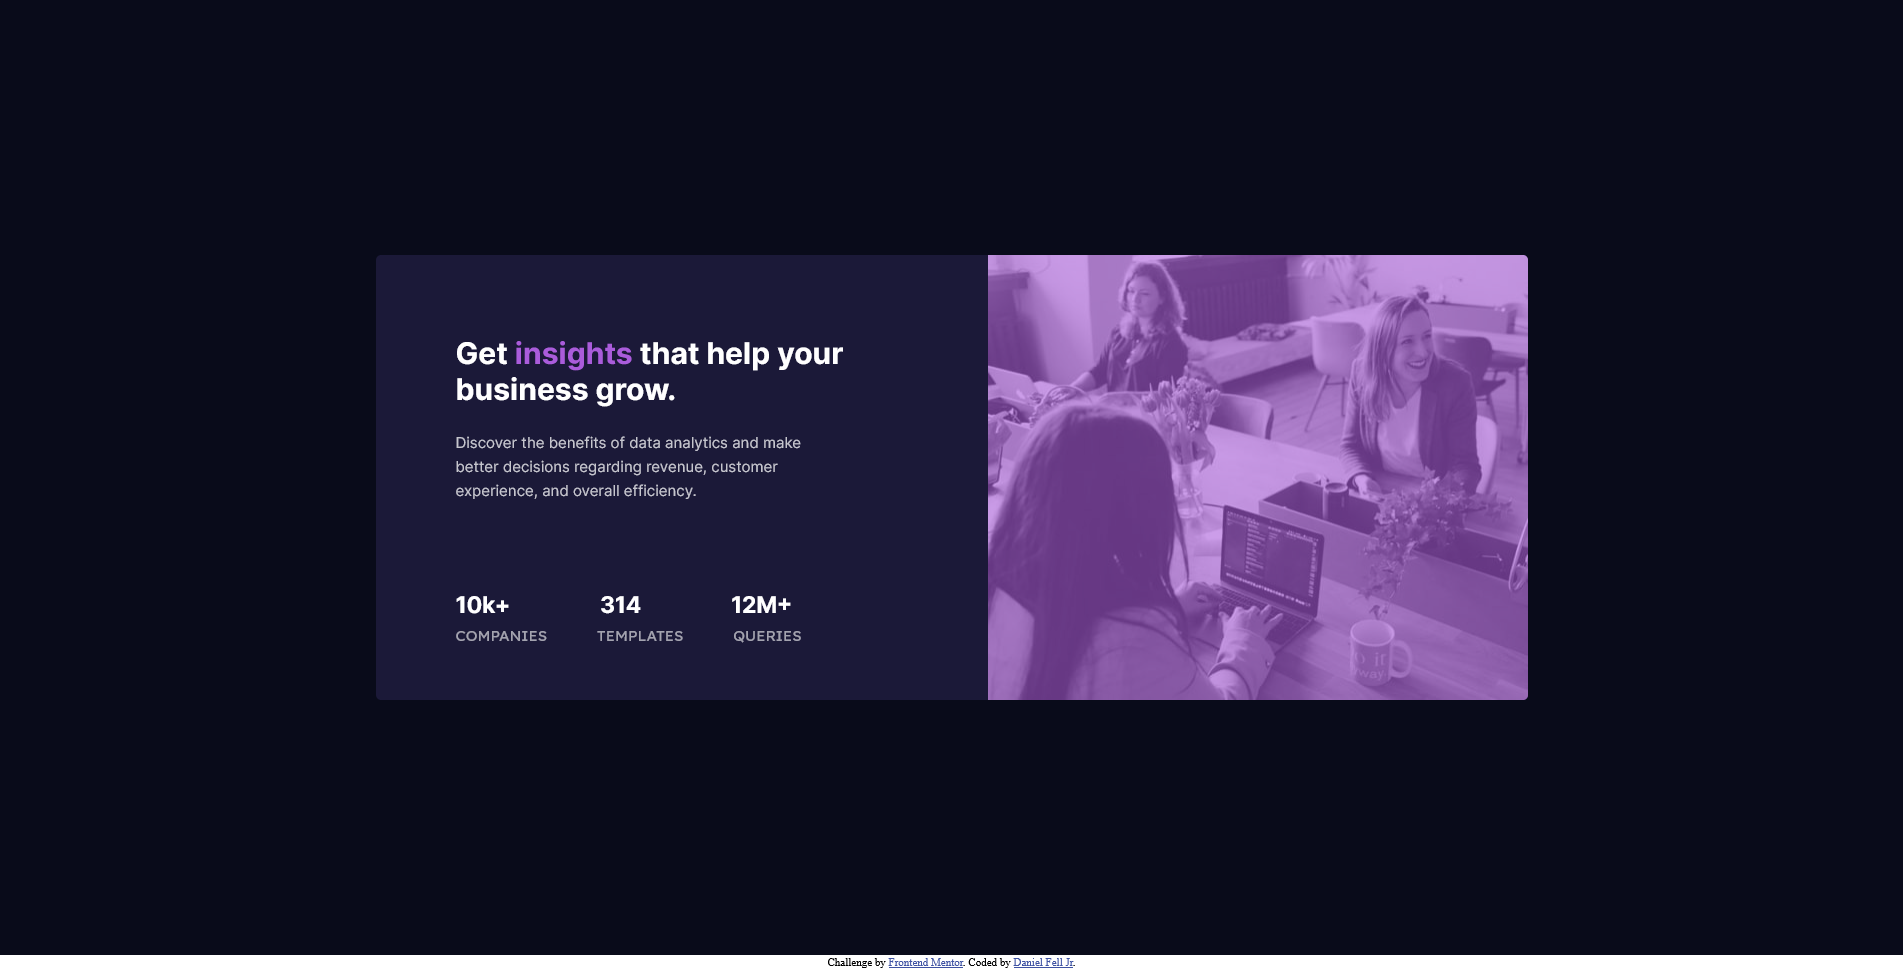 Get insights that help your
business grow.
Discover the benefits of data analytics and make
better decisions regarding revenue, customer
experience, and overall efficiency.
10k+ 314 12M+
COMPANIES TEMPLATES QUERIES
Challenge by Frontend Mentor. Coded by Daniel Fell Jr.